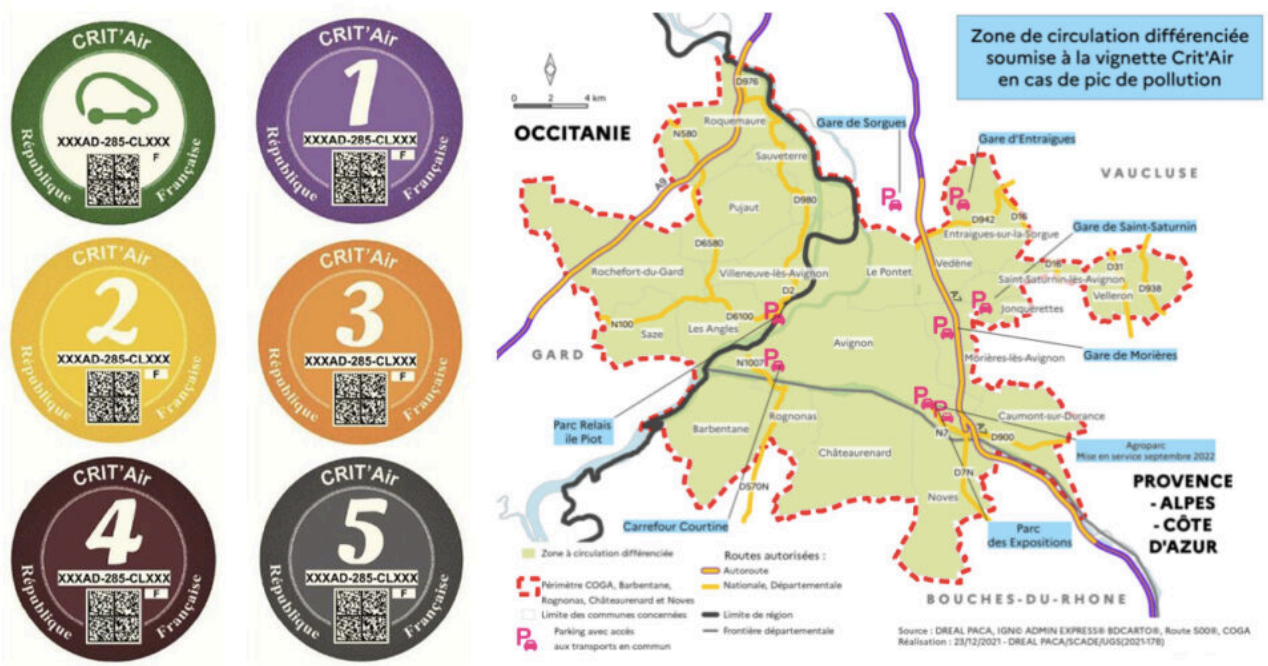 CRIT'Air
XXXAD-285-CLXXX
F
République Française
CRIT'Air
1
XXXAD-285-CLXXX
F
République Française
CRIT'Air
2
XXXAD-285-CLXXX
F
République Française
CRIT'Air
3
XXXAD-285-CLXXX
F
République Française
CRIT'Air
4
XXXAD-285-CLXXX
F
République Française
CRIT'Air
5
XXXAD-285-CLXXX
F
République Française
Zone de circulation différenciée
soumise à la vignette Crit'Air
en cas de pic de pollution
0 2 4 km
OCCITANIE
D976
Roquemaure
N580
Sauveterre
A9
Pujaut
D980
D6580
Rochefort-du-Gard
Villeneuve-lès-Avignon
D2
N100
D6100
Saze
Les Angles
GARD
Gare de Sorgues
Gare d'Entraigues
VAUCLUSE
D942
D16
Entraigues-sur-la-Sorgue
Gare de Saint-Saturnin
Le Pontet
Vedène
D16
D31
Saint-Saturnin-lès-Avignon
Velleron
D938
A7
Jonquerettes
Avignon
Gare de Morières
Morières-lès-Avignon
N1007
Parc Relais
ile Piot
Rognonas
Barbentane
Caumont-sur-Durance
A7
N7
D900
Agroparc
Mise en service septembre 2022
Châteaurenard
D7N
D570N
Noves
Carrefour Courtine
Parc
des Expositions
PROVENCE
- ALPES
- CÔTE
D'AZUR
BOUCHES-DU-RHONE
Zone à circulation différenciée
Périmètre COGA, Barbentane,
Rognonas, Châteaurenard et Noves
Limite des communes concernées
P Parking avec accès
aux transports en commun
Routes autorisées :
Autoroute
Nationale, Départementale
Limite de région
Frontière départementale
Source : DREAL PACA, IGN© ADMIN EXPRESS® BDCARTO®, Route 500®, COGA
Réalisation : 23/12/2021 - DREAL PACA/SCADE/UGS(2021-178)